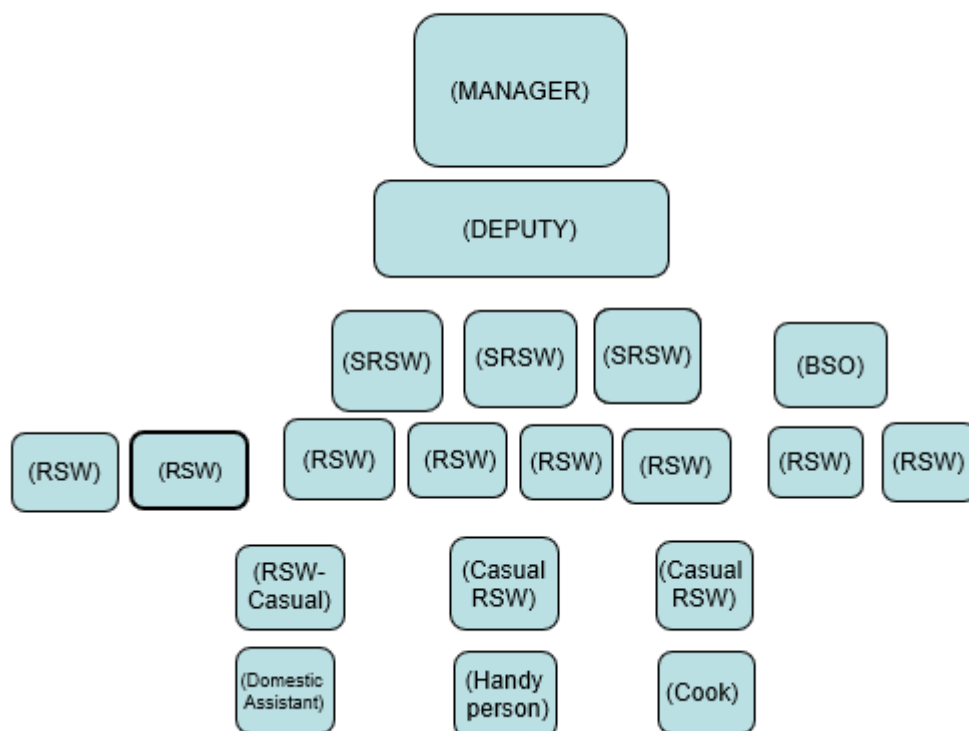 (MANAGER)
(DEPUTY)
(SRSW)
(SRSW)
(SRSW)
(BSO)
(RSW)
(RSW)
(RSW)
(RSW)
(RSW)
(RSW)
(RSW)
(RSW)
(RSW-
Casual)
(Casual
RSW)
(Casual
RSW)
(Domestic
Assistant)
(Handy
person)
(Cook)